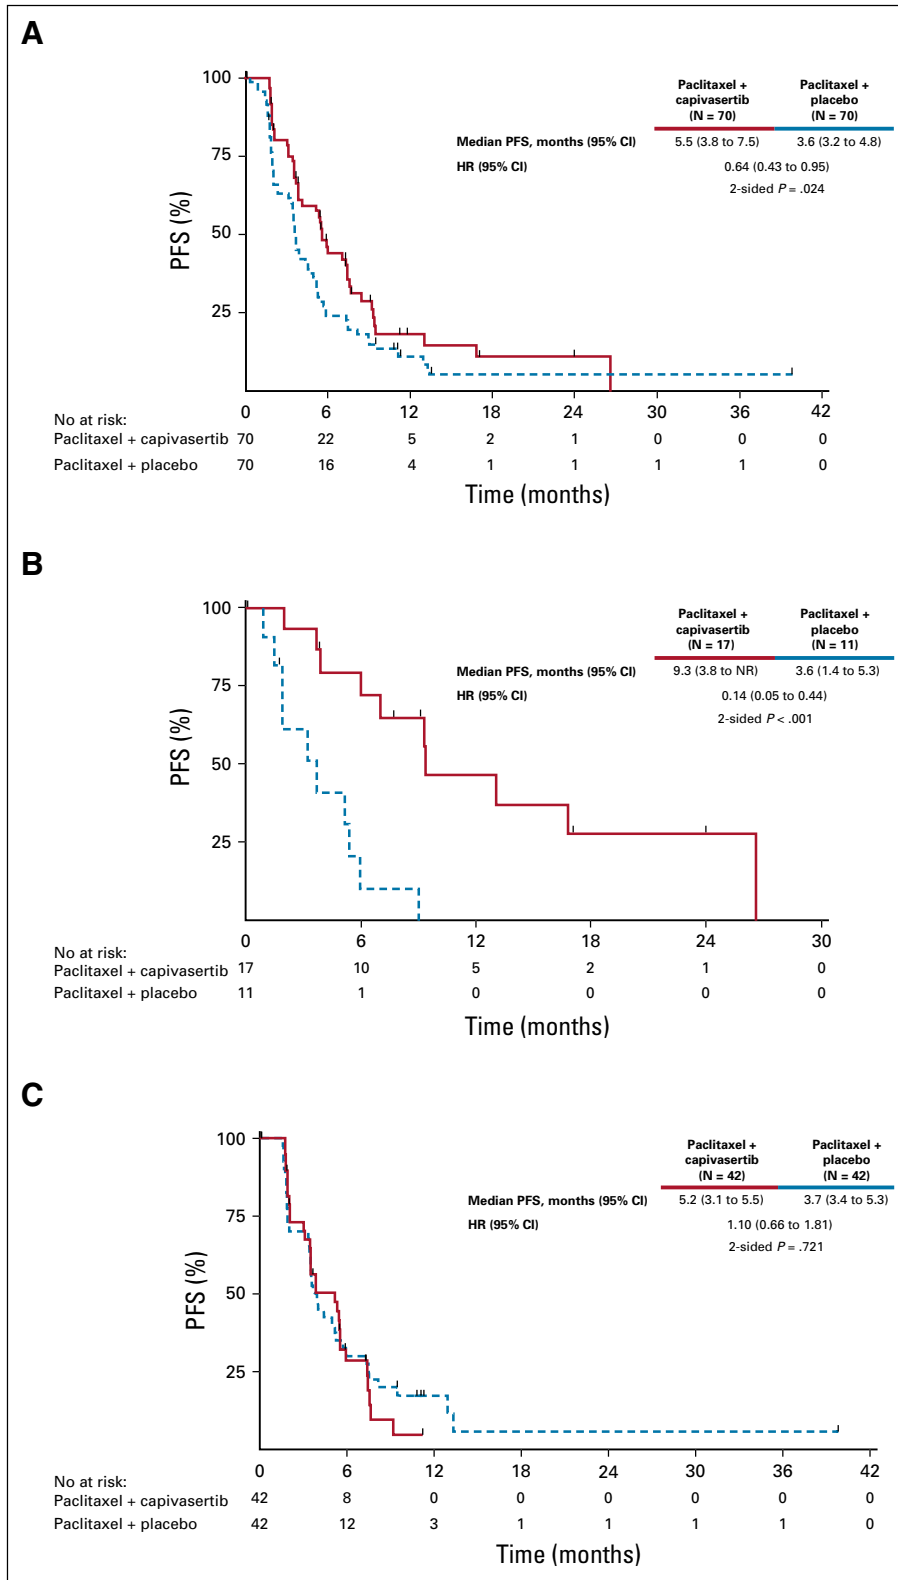 A
Paclitaxel + capivasertib (N = 70) Paclitaxel + placebo (N = 70)
Median PFS, months (95% CI) 5.5 (3.8 to 7.5) 3.6 (3.2 to 4.8)
HR (95% CI) 0.64 (0.43 to 0.95)
2-sided P = .024
PFS (%)
100
75
50
25
0 6 12 18 24 30 36 42
No at risk:
Paclitaxel + capivasertib 70 22 5 2 1 0 0 0
Paclitaxel + placebo 70 16 4 1 1 1 1 0
Time (months)
B
Paclitaxel + capivasertib (N = 17) Paclitaxel + placebo (N = 11)
Median PFS, months (95% CI) 9.3 (3.8 to NR) 3.6 (1.4 to 5.3)
HR (95% CI) 0.14 (0.05 to 0.44)
2-sided P < .001
PFS (%)
100
75
50
25
0 6 12 18 24 30
No at risk:
Paclitaxel + capivasertib 17 10 5 2 1 0
Paclitaxel + placebo 11 1 0 0 0 0
Time (months)
C
Paclitaxel + capivasertib (N = 42) Paclitaxel + placebo (N = 42)
Median PFS, months (95% CI) 5.2 (3.1 to 5.5) 3.7 (3.4 to 5.3)
HR (95% CI) 1.10 (0.66 to 1.81)
2-sided P = .721
PFS (%)
100
75
50
25
0 6 12 18 24 30 36 42
No at risk:
Paclitaxel + capivasertib 42 8 0 0 0 0 0 0
Paclitaxel + placebo 42 12 3 1 1 1 1 0
Time (months)